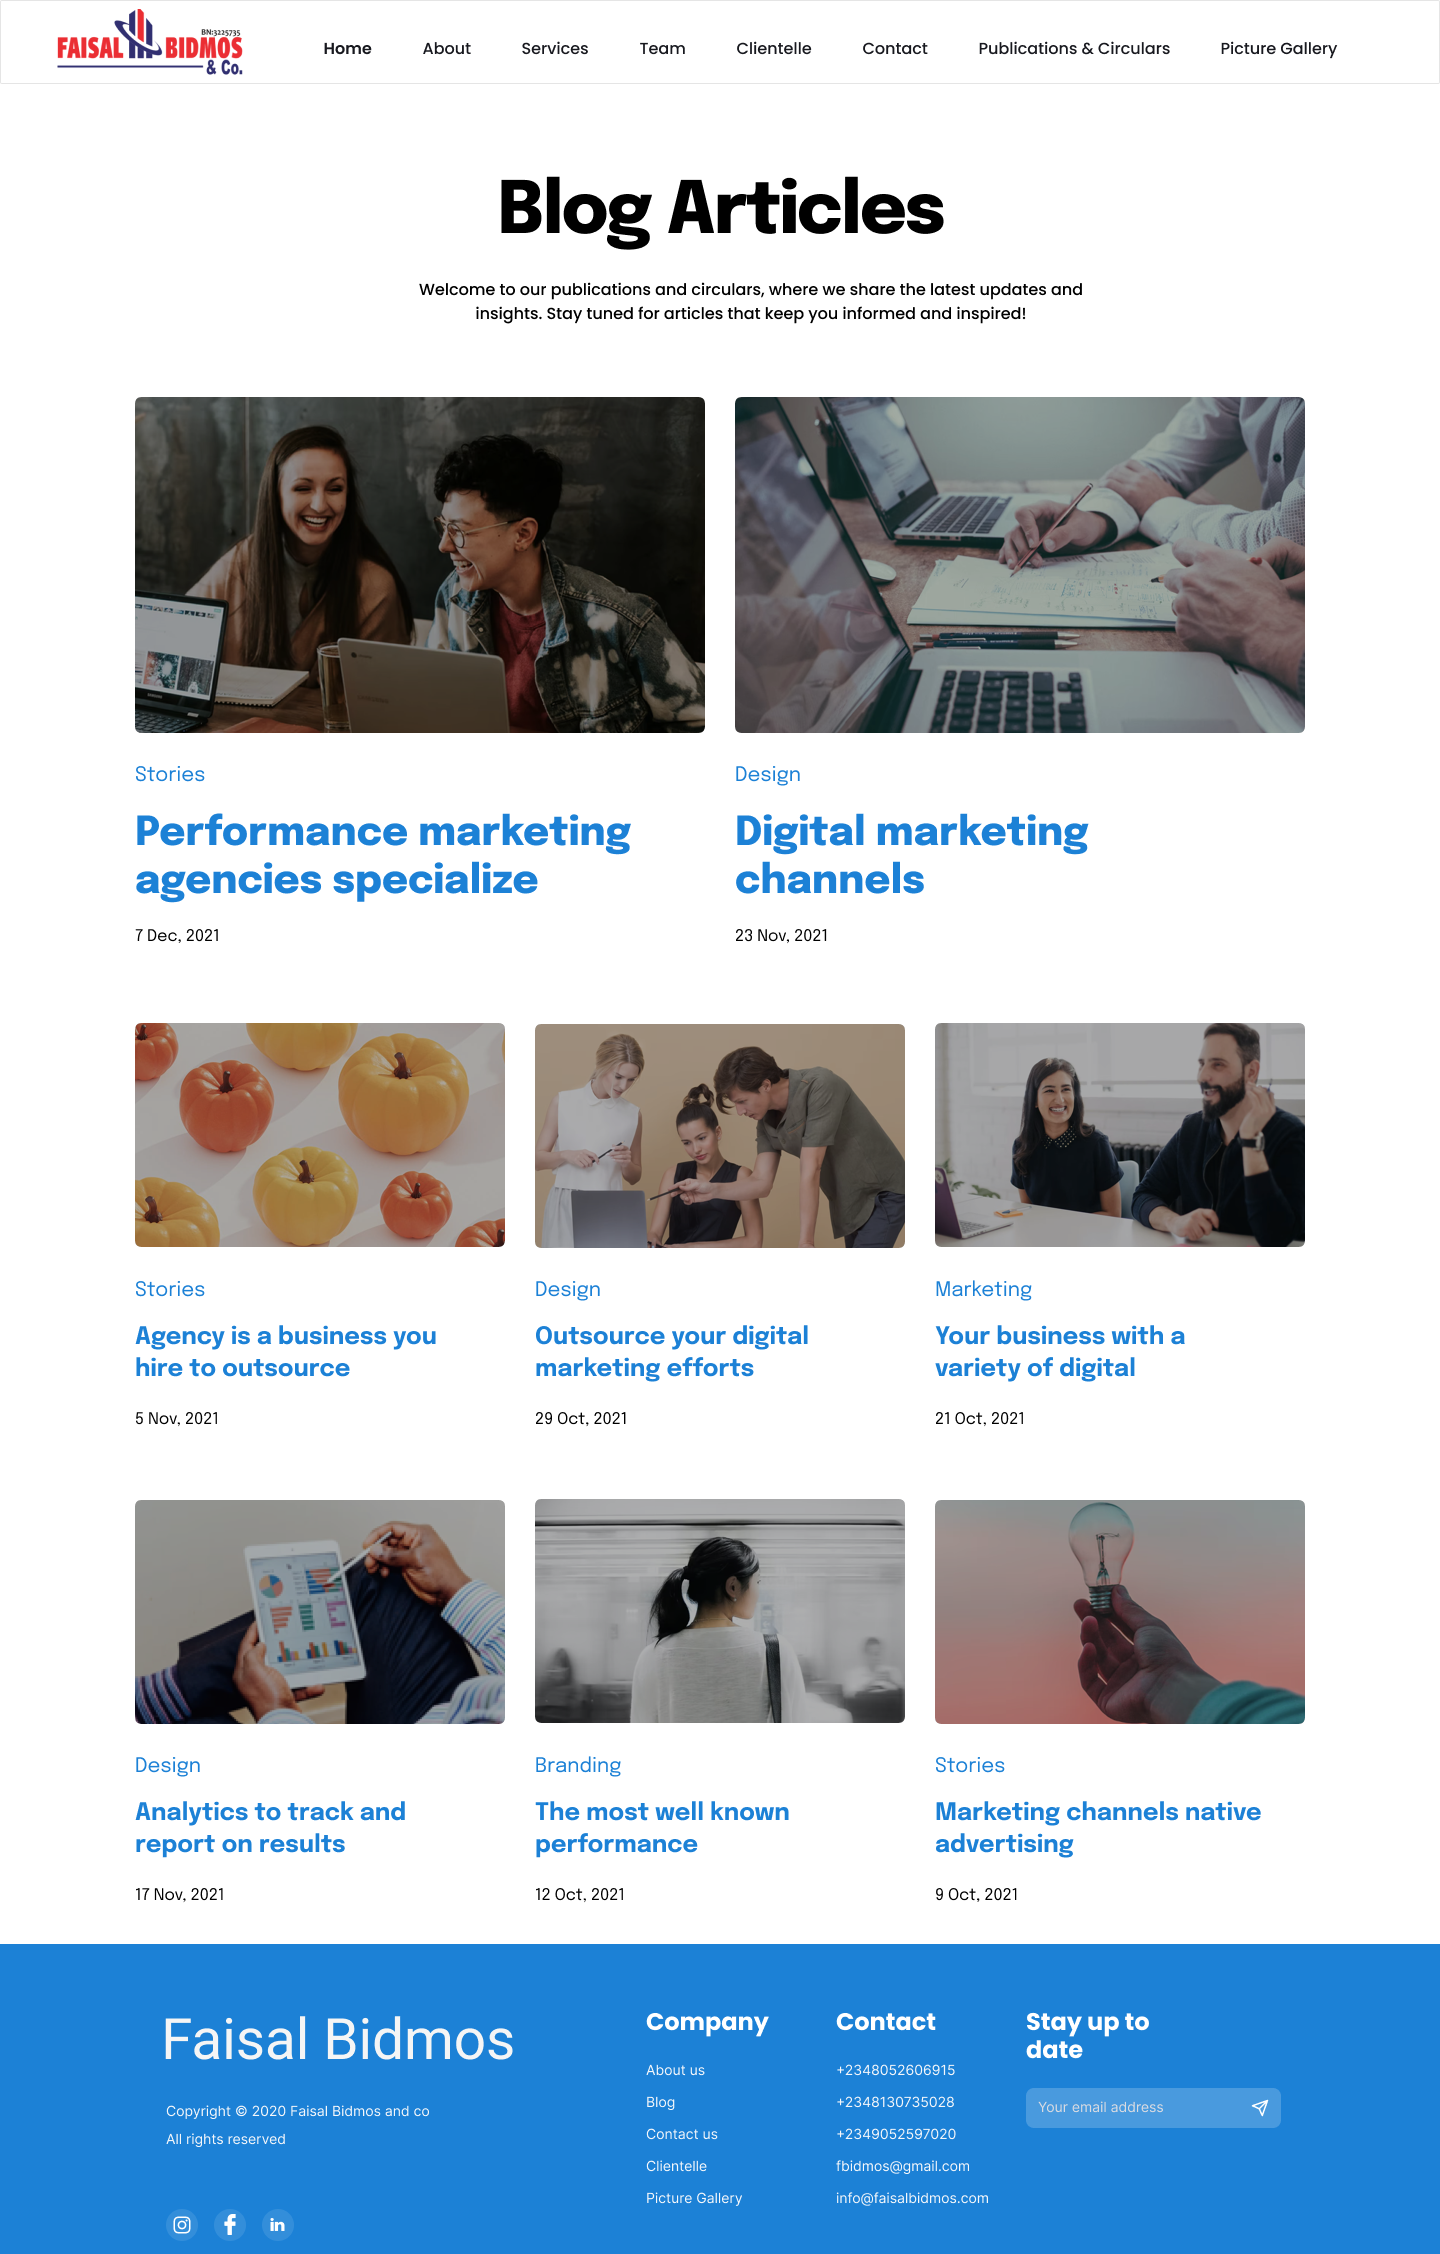 FAISAL BIDMOS
BN:3225735
& Co.
Home About Services Team Clientelle Contact Publications & Circulars Picture Gallery
Blog Articles
Welcome to our publications and circulars, where we share the latest updates and
insights. Stay tuned for articles that keep you informed and inspired!
Stories
Performance marketing
agencies specialize
7 Dec, 2021
Design
Digital marketing
channels
23 Nov, 2021
Stories
Agency is a business you
hire to outsource
5 Nov, 2021
Design
Outsource your digital
marketing efforts
29 Oct, 2021
Marketing
Your business with a
variety of digital
21 Oct, 2021
Design
Analytics to track and
report on results
17 Nov, 2021
Branding
The most well known
performance
12 Oct, 2021
Stories
Marketing channels native
advertising
9 Oct, 2021
Faisal Bidmos
Copyright © 2020 Faisal Bidmos and co
All rights reserved
Company
About us
Blog
Contact us
Clientelle
Picture Gallery
Contact
+2348052606915
+2348130735028
+2349052597020
fbidmos@gmail.com
info@faisalbidmos.com
Stay up to
date
Your email address